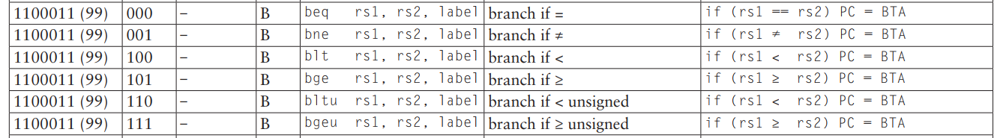 1100011 (99) 000 – B beq rs1, rs2, label branch if = if (rs1 == rs2) PC = BTA
1100011 (99) 001 – B bne rs1, rs2, label branch if ≠ if (rs1 ≠ rs2) PC = BTA
1100011 (99) 100 – B blt rs1, rs2, label branch if < if (rs1 < rs2) PC = BTA
1100011 (99) 101 – B bge rs1, rs2, label branch if ≥ if (rs1 ≥ rs2) PC = BTA
1100011 (99) 110 – B bltu rs1, rs2, label branch if < unsigned if (rs1 < rs2) PC = BTA
1100011 (99) 111 – B bgeu rs1, rs2, label branch if ≥ unsigned if (rs1 ≥ rs2) PC = BTA